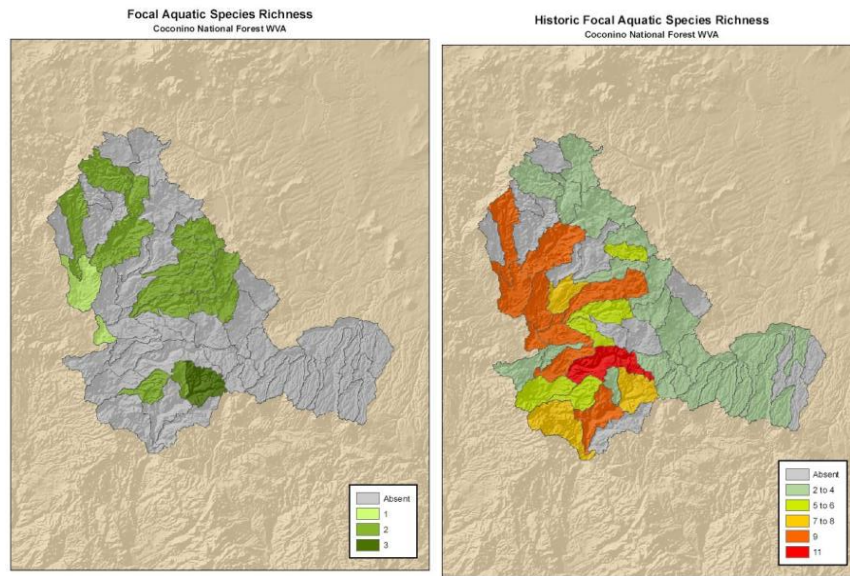 Focal Aquatic Species Richness
Coconino National Forest WVA
Absent
1
2
3
Historic Focal Aquatic Species Richness
Coconino National Forest WVA
Absent
2 to 4
5 to 6
7 to 8
9
11